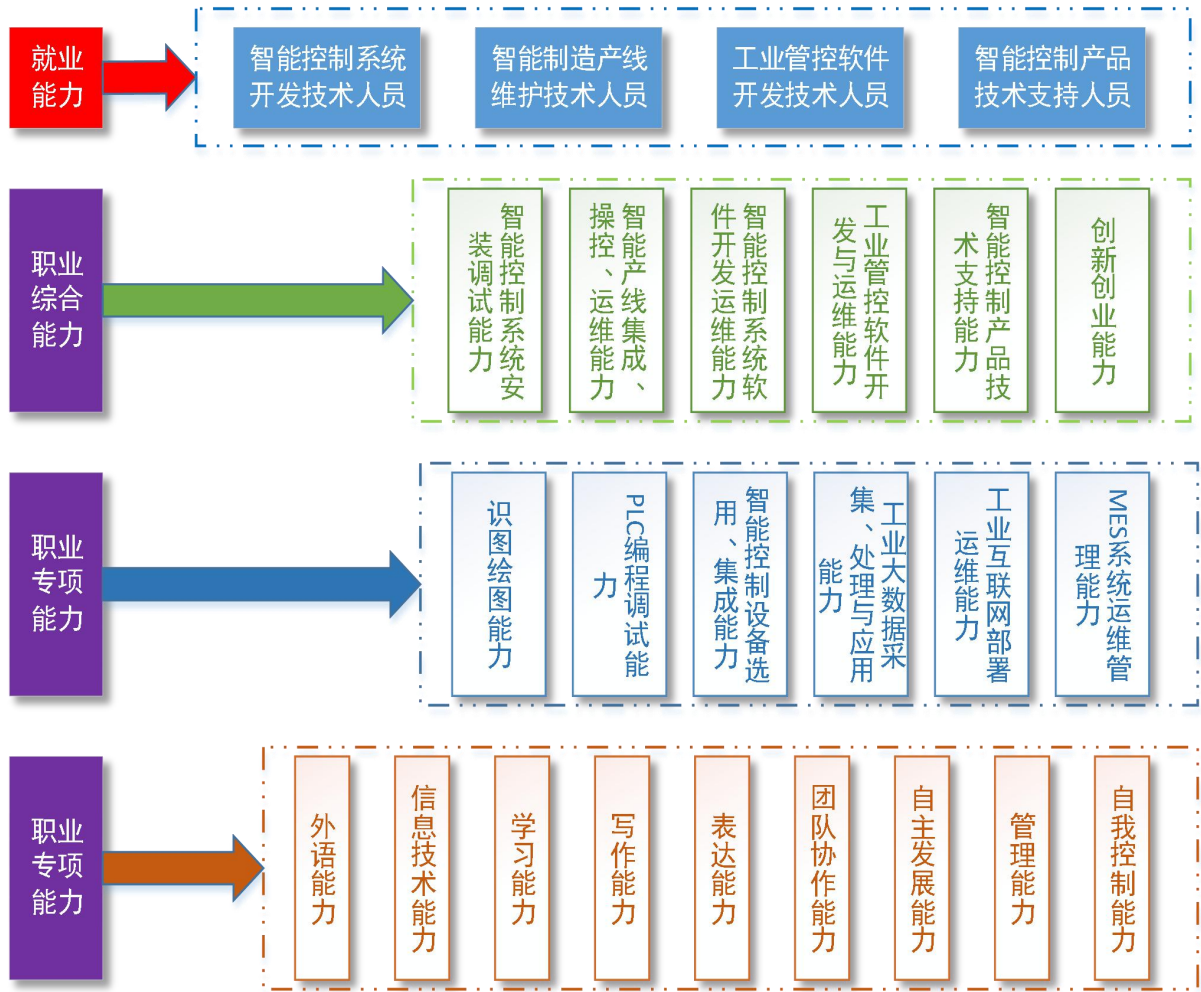 就业
能力
智能控制系统
开发技术人员
智能制造产线
维护技术人员
工业管控软件
开发技术人员
智能控制产品
技术支持人员
职业
综合
能力
智能控制系统安
装调试能力
智能产线集成、
操控、运维能力
智能控制系统软
件开发运维能力
工业管控软件开
发与运维能力
智能控制产品技
术支持能力
创新创业能力
职业
专项
能力
识图绘图能力
PLC编程调试能
力
智能控制设备选
用、集成能力
工业大数据采
集、处理与应用
能力
工业互联网部署
运维能力
MES系统运维管
理能力
职业
专项
能力
外语能力
信息技术能力
学习能力
写作能力
表达能力
团队协作能力
自主发展能力
管理能力
自我控制能力